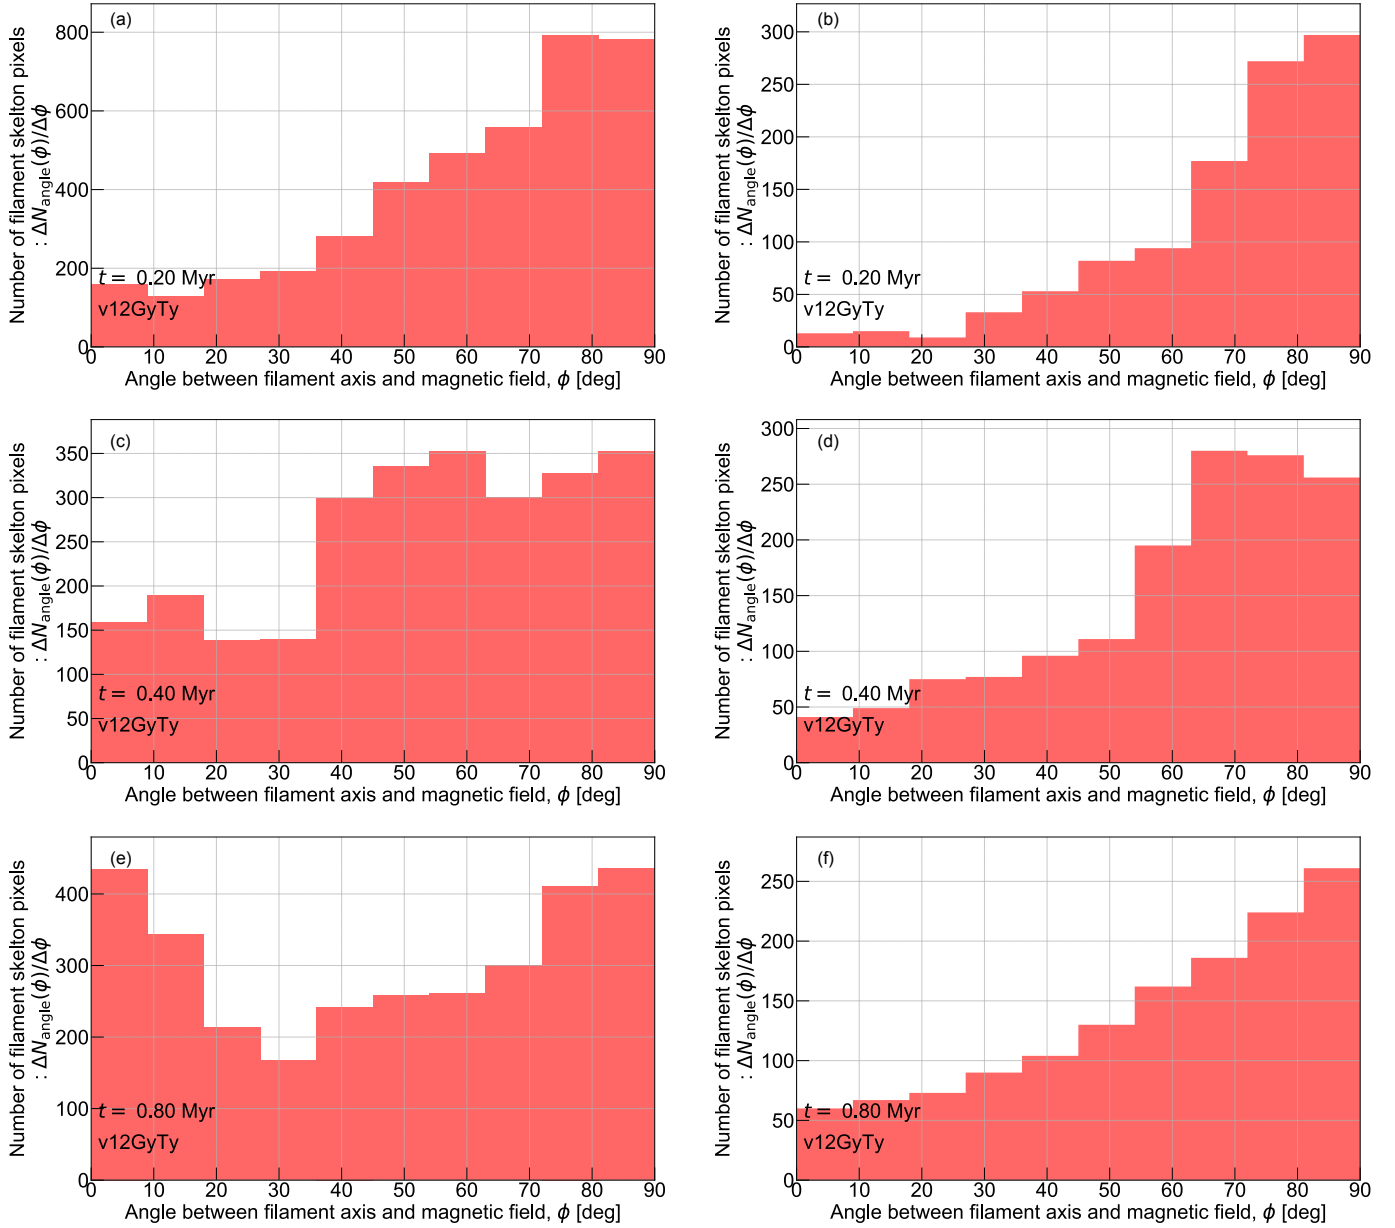 (a)
Number of filament skelton pixels
: ΔN_angle(ϕ)/Δϕ
800
600
400
200
0
t = 0.20 Myr
v12GyTy
0 10 20 30 40 50 60 70 80 90
Angle between filament axis and magnetic field, ϕ [deg]
(b)
Number of filament skelton pixels
: ΔN_angle(ϕ)/Δϕ
300
250
200
150
100
50
0
t = 0.20 Myr
v12GyTy
0 10 20 30 40 50 60 70 80 90
Angle between filament axis and magnetic field, ϕ [deg]
(c)
Number of filament skelton pixels
: ΔN_angle(ϕ)/Δϕ
350
300
250
200
150
100
50
0
t = 0.40 Myr
v12GyTy
0 10 20 30 40 50 60 70 80 90
Angle between filament axis and magnetic field, ϕ [deg]
(d)
Number of filament skelton pixels
: ΔN_angle(ϕ)/Δϕ
300
250
200
150
100
50
0
t = 0.40 Myr
v12GyTy
0 10 20 30 40 50 60 70 80 90
Angle between filament axis and magnetic field, ϕ [deg]
(e)
Number of filament skelton pixels
: ΔN_angle(ϕ)/Δϕ
400
300
200
100
0
t = 0.80 Myr
v12GyTy
0 10 20 30 40 50 60 70 80 90
Angle between filament axis and magnetic field, ϕ [deg]
(f)
Number of filament skelton pixels
: ΔN_angle(ϕ)/Δϕ
250
200
150
100
50
0
t = 0.80 Myr
v12GyTy
0 10 20 30 40 50 60 70 80 90
Angle between filament axis and magnetic field, ϕ [deg]